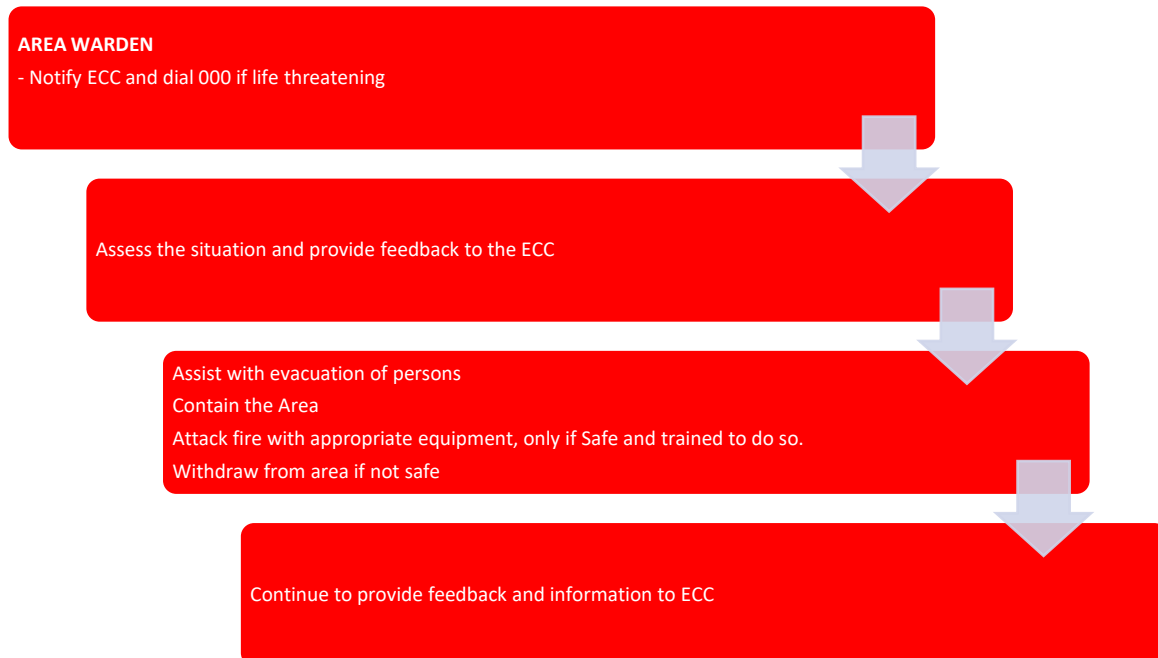 AREA WARDEN
- Notify ECC and dial 000 if life threatening
Assess the situation and provide feedback to the ECC
Assist with evacuation of persons
Contain the Area
Attack fire with appropriate equipment, only if Safe and trained to do so.
Withdraw from area if not safe
Continue to provide feedback and information to ECC